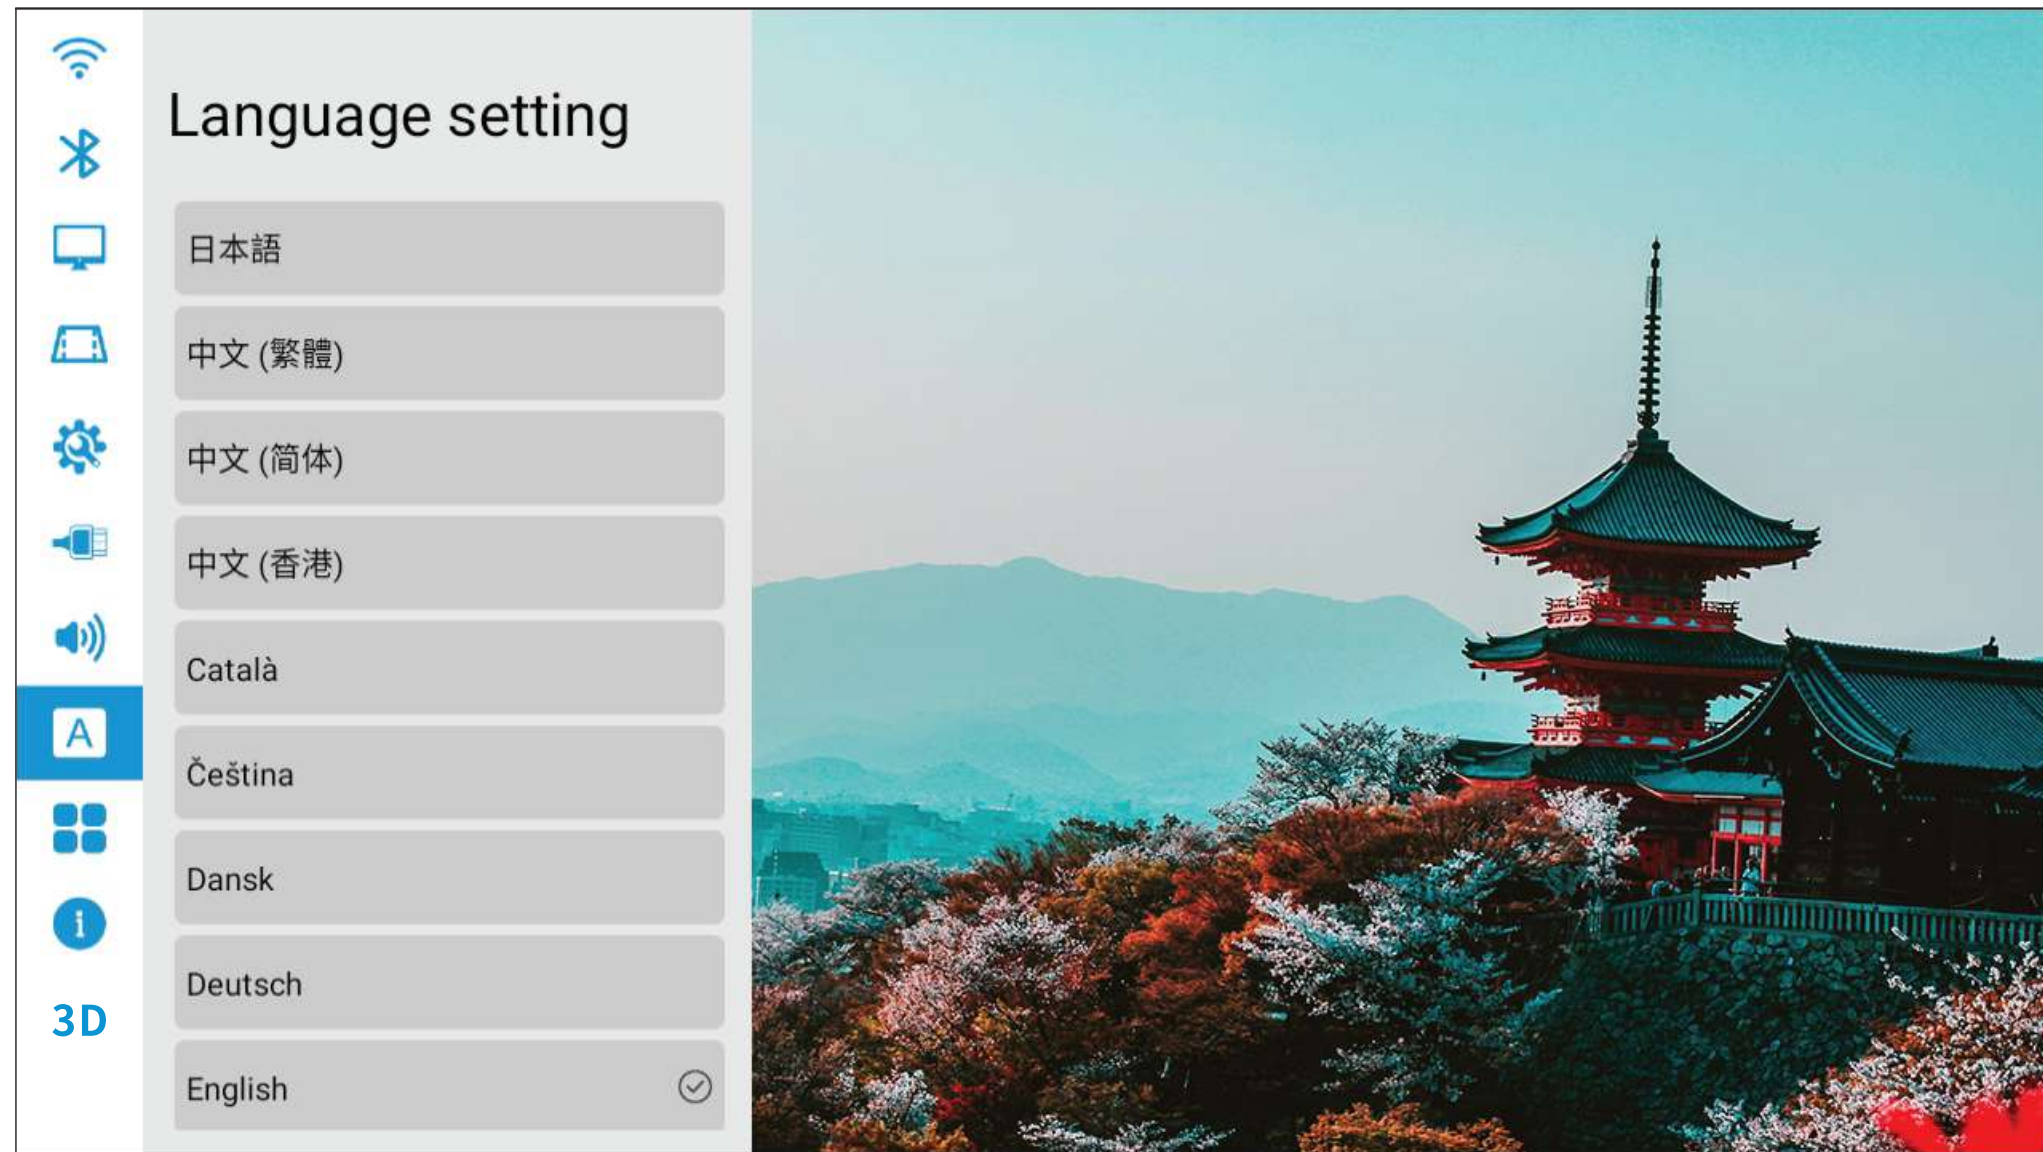 Language setting
日本語
中文 (繁體)
中文 (简体)
中文 (香港)
Català
A
Čeština
Dansk
i
Deutsch
3D
English